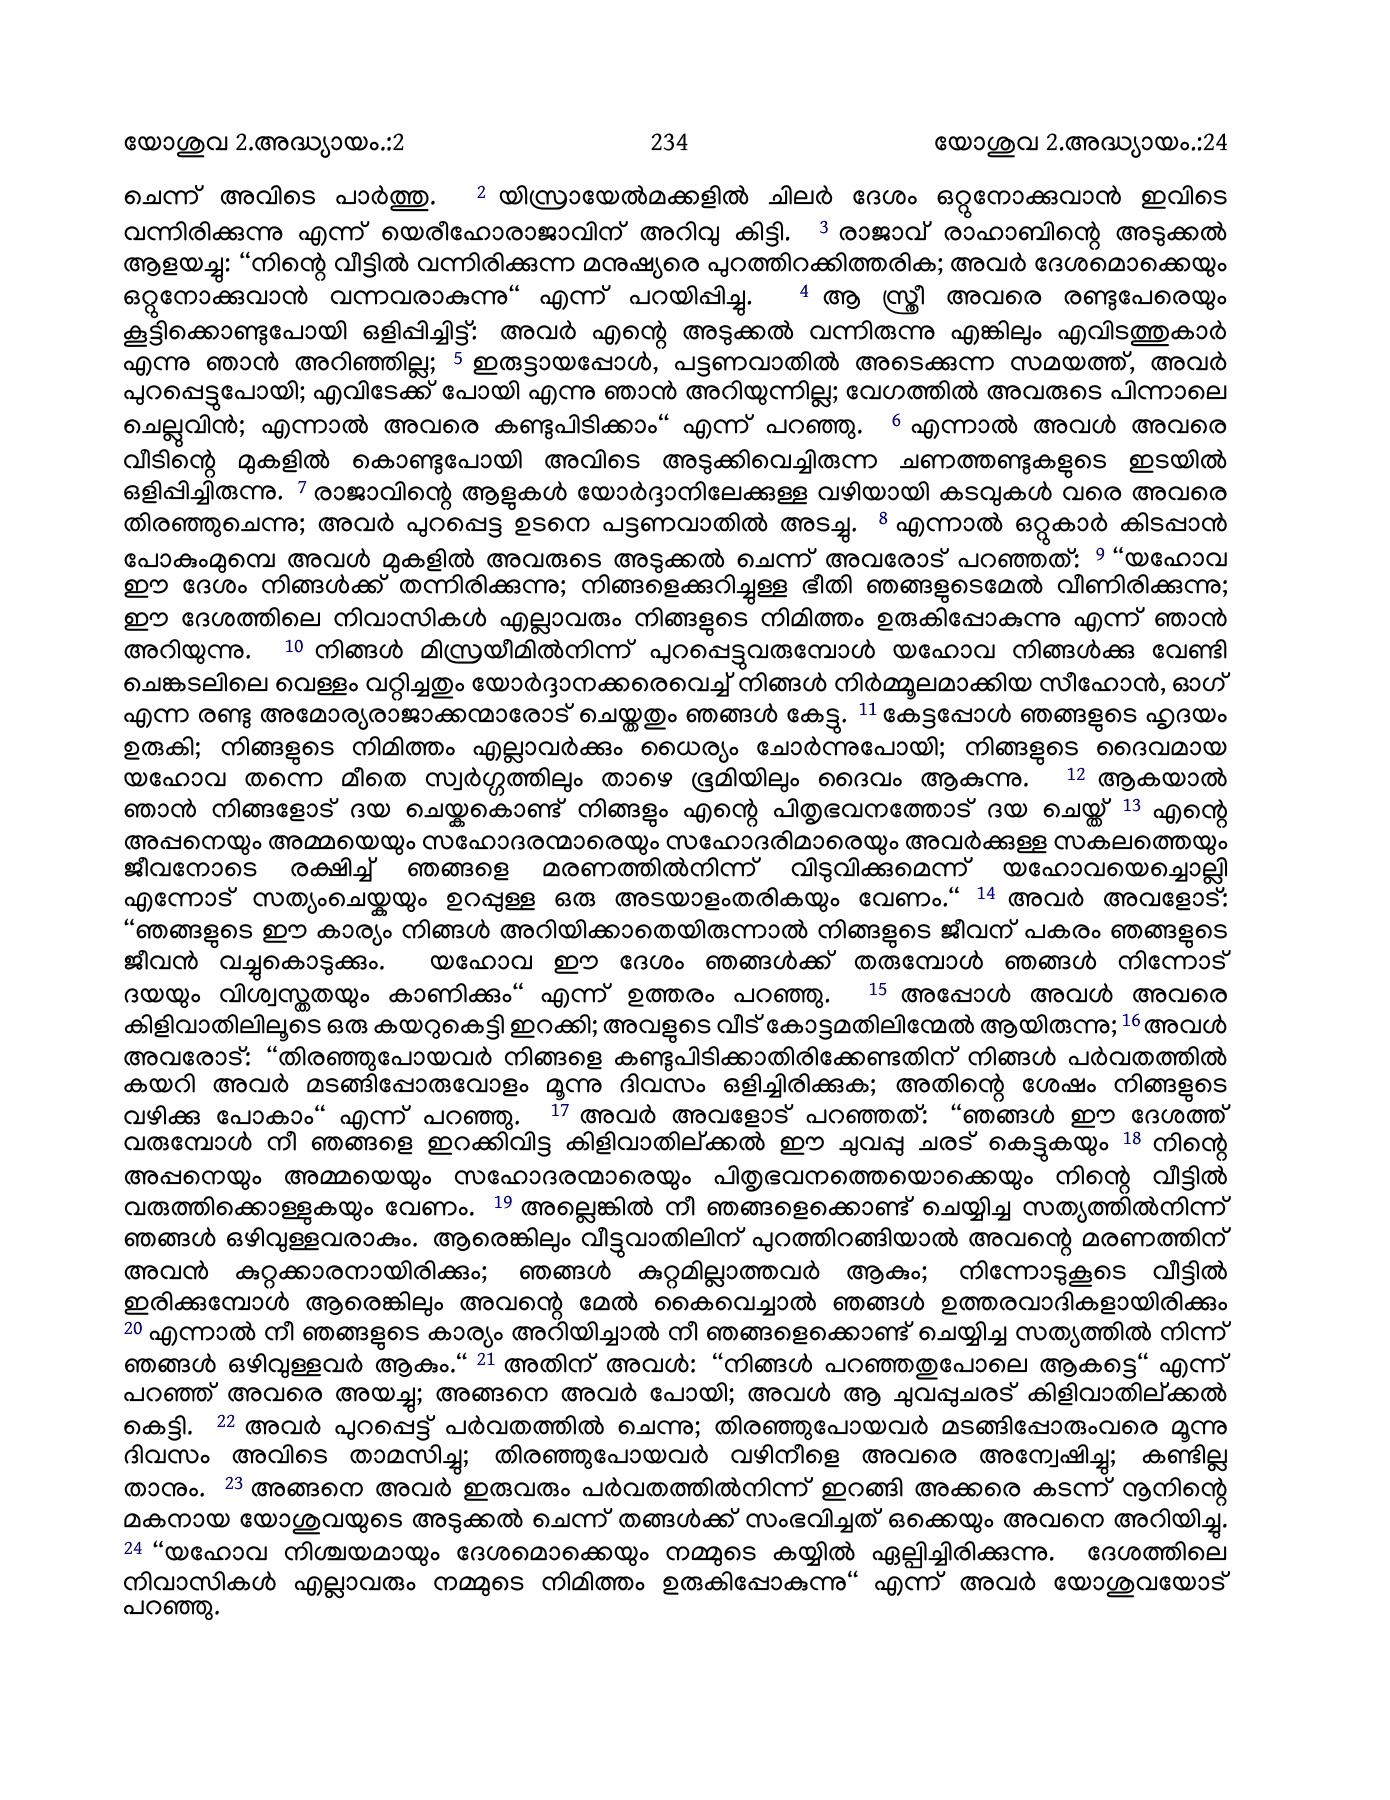 യോശുവ 2.അദ്ധ്യായം.:2 234 യോശുവ 2.അദ്ധ്യായം.:24
ചെന്ന് അവിടെ പാർത്തു. 2 യിസ്രായേൽമക്കളിൽ ചിലർ ദേശം ഒറ്റുനോക്കുവാൻ ഇവിടെ
വന്നിരിക്കുന്നു എന്ന് യെരീഹോരാജാവിന് അറിവു കിട്ടി. 3 രാജാവ് രാഹാബിന്റെ അടുക്കൽ
ആളയച്ചു: “നിന്റെ വീട്ടിൽ വന്നിരിക്കുന്ന മനുഷ്യരെ പുറത്തിറക്കിത്തരിക; അവർ ദേശമൊക്കെയും
ഒറ്റുനോക്കുവാൻ വന്നവരാകുന്നു“ എന്ന് പറയിപ്പിച്ചു. 4 ആ സ്ത്രീ അവരെ രണ്ടുപേരെയും
കൂട്ടിക്കൊണ്ടുപോയി ഒളിപ്പിച്ചിട്ട്: അവർ എന്റെ അടുക്കൽ വന്നിരുന്നു എങ്കിലും എവിടത്തുകാർ
എന്നു ഞാൻ അറിഞ്ഞില്ല; 5 ഇരുട്ടായപ്പോൾ, പട്ടണവാതിൽ അടെക്കുന്ന സമയത്ത്, അവർ
പുറപ്പെട്ടുപോയി; എവിടേക്ക് പോയി എന്നു ഞാൻ അറിയുന്നില്ല; വേഗത്തിൽ അവരുടെ പിന്നാലെ
ചെല്ലുവിൻ; എന്നാൽ അവരെ കണ്ടുപിടിക്കാം“ എന്ന് പറഞ്ഞു. 6 എന്നാൽ അവൾ അവരെ
വീടിന്റെ മുകളിൽ കൊണ്ടുപോയി അവിടെ അടുക്കിവെച്ചിരുന്ന ചണത്തണ്ടുകളുടെ ഇടയിൽ
ഒളിപ്പിച്ചിരുന്നു. 7 രാജാവിന്റെ ആളുകൾ യോർദ്ദാനിലേക്കുള്ള വഴിയായി കടവുകൾ വരെ അവരെ
തിരഞ്ഞുചെന്നു; അവർ പുറപ്പെട്ട ഉടനെ പട്ടണവാതിൽ അടച്ചു. 8 എന്നാൽ ഒറ്റുകാർ കിടപ്പാൻ
പോകുംമുമ്പെ അവൾ മുകളിൽ അവരുടെ അടുക്കൽ ചെന്ന് അവരോട് പറഞ്ഞത്: 9 “യഹോവ
ഈ ദേശം നിങ്ങൾക്ക് തന്നിരിക്കുന്നു; നിങ്ങളെക്കുറിച്ചുള്ള ഭീതി ഞങ്ങളുടെമേൽ വീണിരിക്കുന്നു;
ഈ ദേശത്തിലെ നിവാസികൾ എല്ലാവരും നിങ്ങളുടെ നിമിത്തം ഉരുകിപ്പോകുന്നു എന്ന് ഞാൻ
അറിയുന്നു. 10 നിങ്ങൾ മിസ്രയീമിൽനിന്ന് പുറപ്പെട്ടുവരുമ്പോൾ യഹോവ നിങ്ങൾക്കു വേണ്ടി
ചെങ്കടലിലെ വെള്ളം വറ്റിച്ചതും യോർദ്ദാനക്കരെവെച്ച് നിങ്ങൾ നിർമ്മൂലമാക്കിയ സീഹോൻ, ഓഗ്
എന്ന രണ്ടു അമോര്യരാജാക്കന്മാരോട് ചെയ്തതും ഞങ്ങൾ കേട്ടു. 11 കേട്ടപ്പോൾ ഞങ്ങളുടെ ഹൃദയം
ഉരുകി; നിങ്ങളുടെ നിമിത്തം എല്ലാവർക്കും ധൈര്യം ചോർന്നുപോയി; നിങ്ങളുടെ ദൈവമായ
യഹോവ തന്നെ മീതെ സ്വർഗ്ഗത്തിലും താഴെ ഭൂമിയിലും ദൈവം ആകുന്നു. 12 ആകയാൽ
ഞാൻ നിങ്ങളോട് ദയ ചെയ്കകൊണ്ട് നിങ്ങളും എന്റെ പിതൃഭവനത്തോട് ദയ ചെയ്ത് 13 എന്റെ
അപ്പനെയും അമ്മയെയും സഹോദരന്മാരെയും സഹോദരിമാരെയും അവർക്കുള്ള സകലത്തെയും
ജീവനോടെ രക്ഷിച്ച് ഞങ്ങളെ മരണത്തിൽനിന്ന് വിടുവിക്കുമെന്ന് യഹോവയെച്ചൊല്ലി
എന്നോട് സത്യംചെയ്കയും ഉറപ്പുള്ള ഒരു അടയാളംതരികയും വേണം.“ 14 അവർ അവളോട്:
“ഞങ്ങളുടെ ഈ കാര്യം നിങ്ങൾ അറിയിക്കാതെയിരുന്നാൽ നിങ്ങളുടെ ജീവന് പകരം ഞങ്ങളുടെ
ജീവൻ വച്ചുകൊടുക്കും. യഹോവ ഈ ദേശം ഞങ്ങൾക്ക് തരുമ്പോൾ ഞങ്ങൾ നിന്നോട്
ദയയും വിശ്വസ്തതയും കാണിക്കും“ എന്ന് ഉത്തരം പറഞ്ഞു. 15 അപ്പോൾ അവൾ അവരെ
കിളിവാതിലിലൂടെ ഒരു കയറുകെട്ടി ഇറക്കി; അവളുടെ വീട് കോട്ടമതിലിന്മേൽ ആയിരുന്നു; 16 അവൾ
അവരോട്: “തിരഞ്ഞുപോയവർ നിങ്ങളെ കണ്ടുപിടിക്കാതിരിക്കേണ്ടതിന് നിങ്ങൾ പർവതത്തിൽ
കയറി അവർ മടങ്ങിപ്പോരുവോളം മൂന്നു ദിവസം ഒളിച്ചിരിക്കുക; അതിന്റെ ശേഷം നിങ്ങളുടെ
വഴിക്കു പോകാം“ എന്ന് പറഞ്ഞു. 17 അവർ അവളോട് പറഞ്ഞത്: “ഞങ്ങൾ ഈ ദേശത്ത്
വരുമ്പോൾ നീ ഞങ്ങളെ ഇറക്കിവിട്ട കിളിവാതില്ക്കൽ ഈ ചുവപ്പു ചരട് കെട്ടുകയും 18 നിന്റെ
അപ്പനെയും അമ്മയെയും സഹോദരന്മാരെയും പിതൃഭവനത്തെയൊക്കെയും നിന്റെ വീട്ടിൽ
വരുത്തിക്കൊള്ളുകയും വേണം. 19 അല്ലെങ്കിൽ നീ ഞങ്ങളെക്കൊണ്ട് ചെയ്യിച്ച സത്യത്തിൽനിന്ന്
ഞങ്ങൾ ഒഴിവുള്ളവരാകും. ആരെങ്കിലും വീട്ടുവാതിലിന് പുറത്തിറങ്ങിയാൽ അവന്റെ മരണത്തിന്
അവൻ കുറ്റക്കാരനായിരിക്കും; ഞങ്ങൾ കുറ്റമില്ലാത്തവർ ആകും; നിന്നോടുകൂടെ വീട്ടിൽ
ഇരിക്കുമ്പോൾ ആരെങ്കിലും അവന്റെ മേൽ കൈവെച്ചാൽ ഞങ്ങൾ ഉത്തരവാദികളായിരിക്കും
20 എന്നാൽ നീ ഞങ്ങളുടെ കാര്യം അറിയിച്ചാൽ നീ ഞങ്ങളെക്കൊണ്ട് ചെയ്യിച്ച സത്യത്തിൽ നിന്ന്
ഞങ്ങൾ ഒഴിവുള്ളവർ ആകും.“ 21 അതിന് അവൾ: “നിങ്ങൾ പറഞ്ഞതുപോലെ ആകട്ടെ“ എന്ന്
പറഞ്ഞ് അവരെ അയച്ചു; അങ്ങനെ അവർ പോയി; അവൾ ആ ചുവപ്പുചരട് കിളിവാതില്ക്കൽ
കെട്ടി. 22 അവർ പുറപ്പെട്ട് പർവതത്തിൽ ചെന്നു; തിരഞ്ഞുപോയവർ മടങ്ങിപ്പോരുംവരെ മൂന്നു
ദിവസം അവിടെ താമസിച്ചു; തിരഞ്ഞുപോയവർ വഴിനീളെ അവരെ അന്വേഷിച്ചു; കണ്ടില്ല
താനും. 23 അങ്ങനെ അവർ ഇരുവരും പർവതത്തിൽനിന്ന് ഇറങ്ങി അക്കരെ കടന്ന് നൂനിന്റെ
മകനായ യോശുവയുടെ അടുക്കൽ ചെന്ന് തങ്ങൾക്ക് സംഭവിച്ചത് ഒക്കെയും അവനെ അറിയിച്ചു.
24 “യഹോവ നിശ്ചയമായും ദേശമൊക്കെയും നമ്മുടെ കയ്യിൽ ഏല്പിച്ചിരിക്കുന്നു. ദേശത്തിലെ
നിവാസികൾ എല്ലാവരും നമ്മുടെ നിമിത്തം ഉരുകിപ്പോകുന്നു“ എന്ന് അവർ യോശുവയോട്
പറഞ്ഞു.